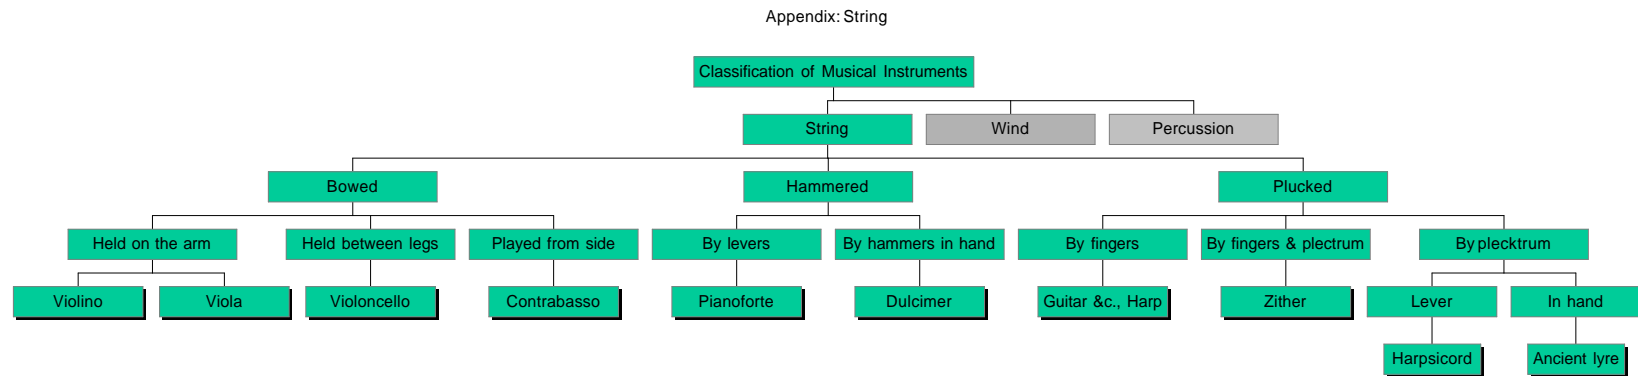 Appendix: String
Classification of Musical Instruments
String Wind Percussion
Bowed Hammered Plucked
Held on the arm Held between legs Played from side By levers By hammers in hand By fingers By fingers & plectrum By plecktrum
Violino Viola Violoncello Contrabasso Pianoforte Dulcimer Guitar &c., Harp Zither Lever In hand
Harpsicord Ancient lyre